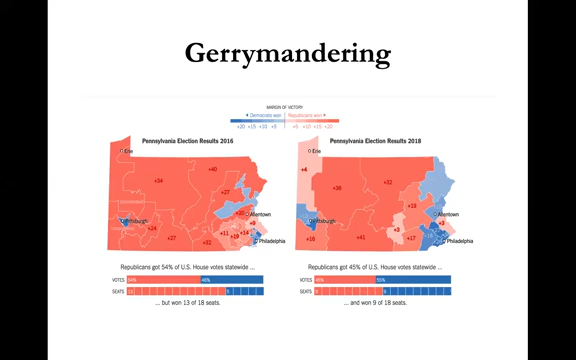 Gerrymandering
MARGIN OF VICTORY
Democrats won Republicans won
+20 +15 +10 +5 +5 +10 +15 +20
Pennsylvania Election Results 2016
Pennsylvania Election Results 2018
Erie
+40
+34
+27
Pittsburgh
+24
+27
+32
+11
+14
Allentown
Philadelphia
Erie
+4
+36
+32
Pittsburgh
+16
+41
+3
+17
Allentown
+3
Philadelphia
Republicans got 54% of U.S. House votes statewide ...
VOTES 54% 46%
SEATS 13 5
... but won 13 of 18 seats.
Republicans got 45% of U.S. House votes statewide ...
VOTES 45% 55%
SEATS 9 9
... and won 9 of 18 seats.